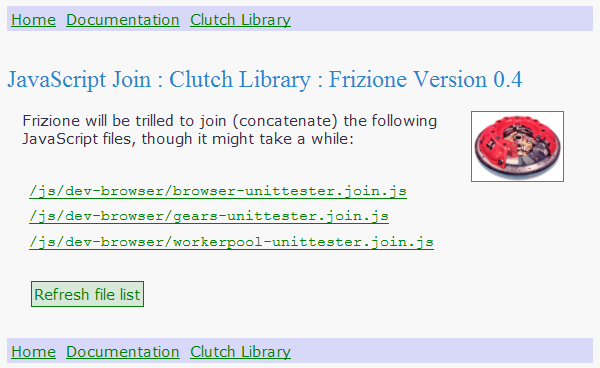 Home Documentation Clutch Library
JavaScript Join : Clutch Library : Frizione Version 0.4
Frizione will be trilled to join (concatenate) the following
JavaScript files, though it might take a while:
/js/dev-browser/browser-unittester.join.js
/js/dev-browser/gears-unittester.join.js
/js/dev-browser/workerpool-unittester.join.js
Refresh file list
Home Documentation Clutch Library